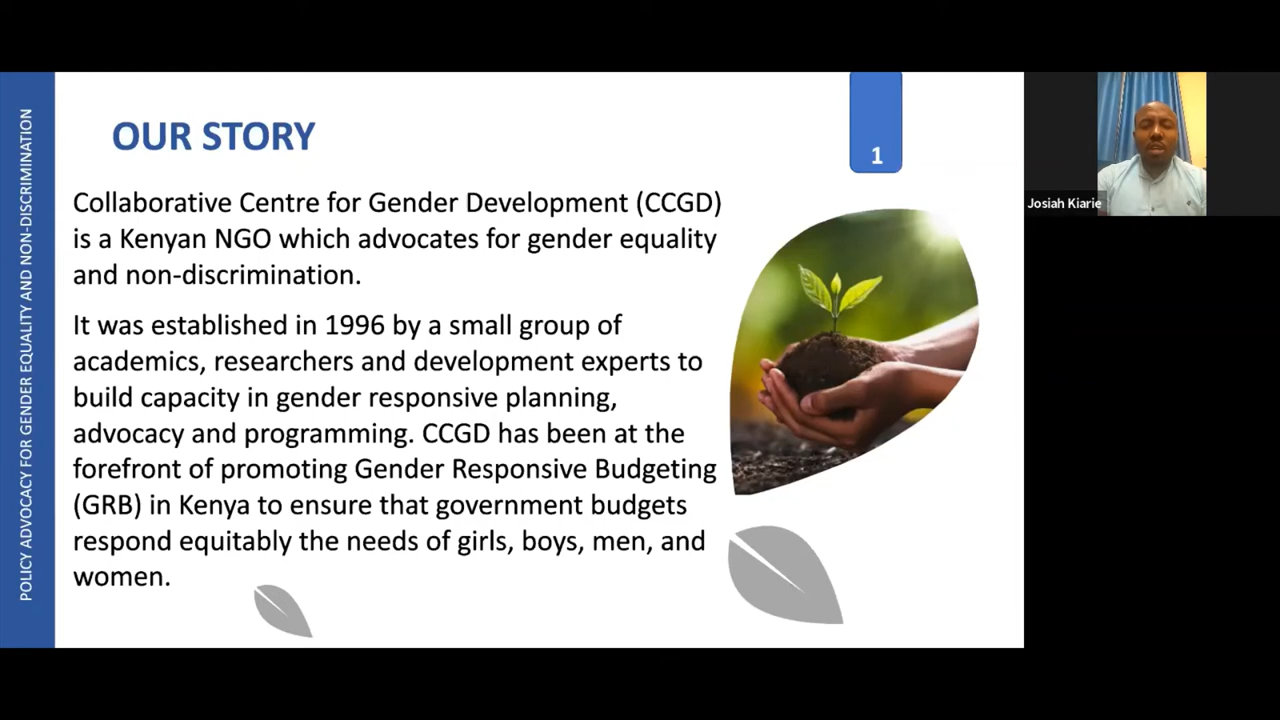 POLICY ADVOCACY FOR GENDER EQUALITY AND NON-DISCRIMINATION
OUR STORY
1
Collaborative Centre for Gender Development (CCGD)
is a Kenyan NGO which advocates for gender equality
and non-discrimination.
It was established in 1996 by a small group of
academics, researchers and development experts to
build capacity in gender responsive planning,
advocacy and programming. CCGD has been at the
forefront of promoting Gender Responsive Budgeting
(GRB) in Kenya to ensure that government budgets
respond equitably the needs of girls, boys, men, and
women.
Josiah Kiarie